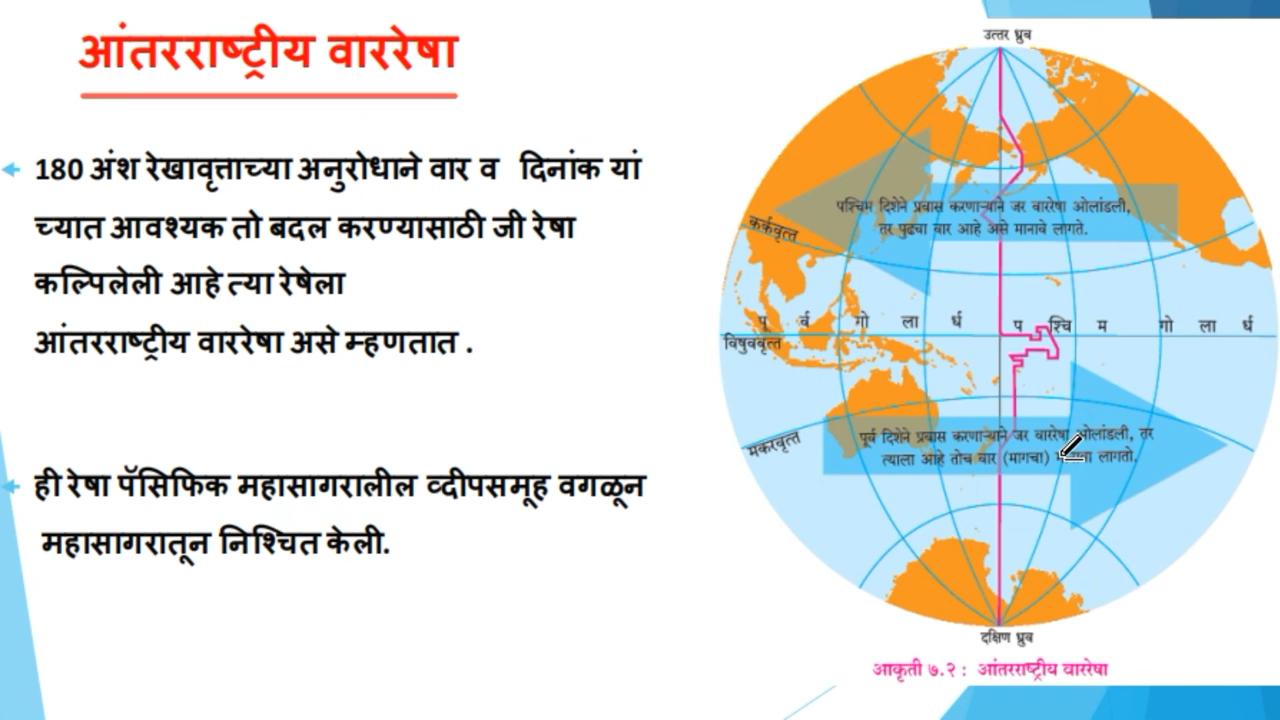 आंतरराष्ट्रीय वाररेषा
180 अंश रेखावृत्ताच्या अनुरोधाने वार व दिनांक यां
च्यात आवश्यक तो बदल करण्यासाठी जी रेषा
कल्पिलेली आहे त्या रेषेला
आंतरराष्ट्रीय वाररेषा असे म्हणतात .
ही रेषा पॅसिफिक महासागरालील व्दीपसमूह वगळून
महासागरातून निश्चित केली.
उत्तर ध्रुव
पश्चिम दिशेने प्रवास करणाऱ्याने जर वाररेषा ओलांडली,
तर पुढचा वार आहे असे मानावे लागते.
कर्कवृत्त
पू र्व गो ला र्ध प श्चि म गो ला र्ध
विषुववृत्त
मकरवृत्त
पूर्व दिशेने प्रवास करणाऱ्याने जर वाररेषा ओलांडली, तर
त्याला आहे तोच वार (मागचा) लागतो.
दक्षिण ध्रुव
आकृती ७.२ : आंतरराष्ट्रीय वाररेषा